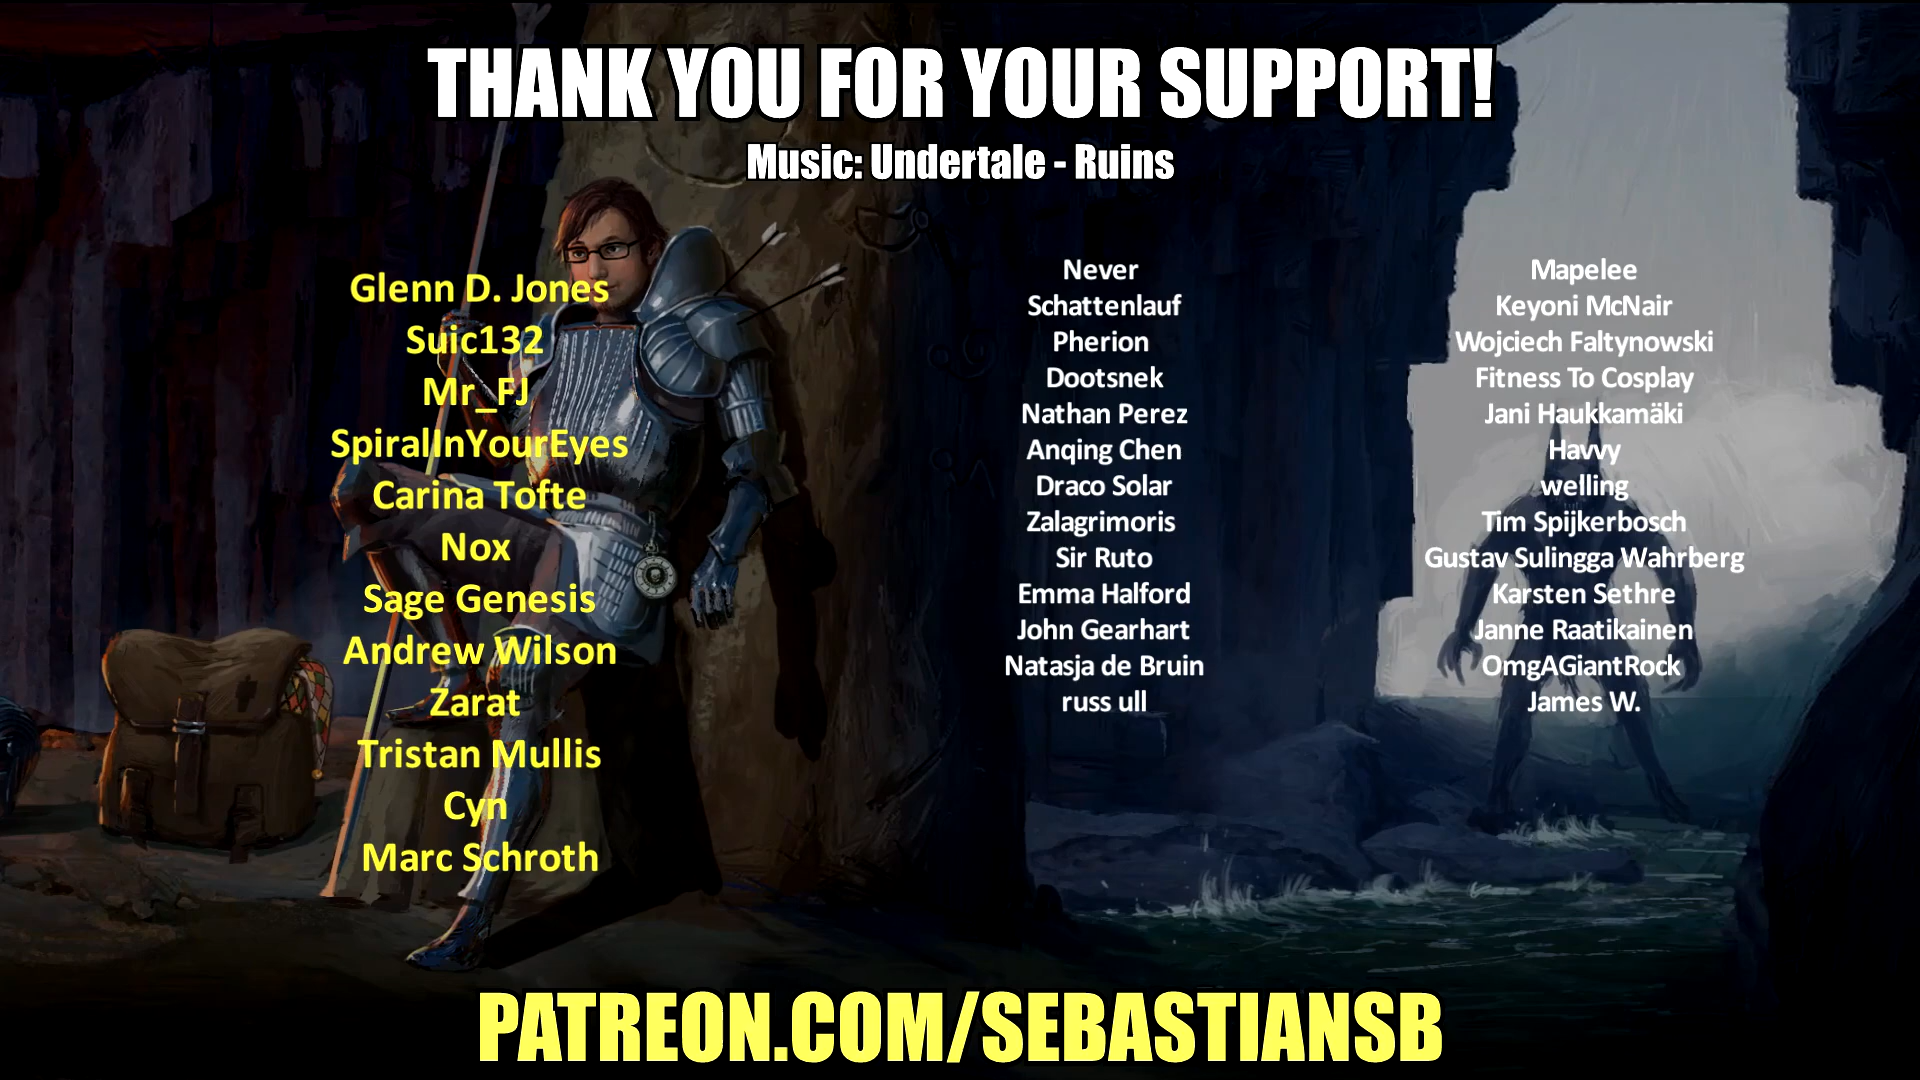 THANK YOU FOR YOUR SUPPORT!
Music: Undertale - Ruins
Glenn D. Jones
Suic132
Mr_FJ
SpiralInYourEyes
Carina Tofte
Nox
Sage Genesis
Andrew Wilson
Zarat
Tristan Mullis
Cyn
Marc Schroth
Never
Schattenlauf
Pherion
Dootsnek
Nathan Perez
Anqing Chen
Draco Solar
Zalagrimoris
Sir Ruto
Emma Halford
John Gearhart
Natasja de Bruin
russ ull
Mapelee
Keyoni McNair
Wojciech Faltynowski
Fitness To Cosplay
Jani Haukkamäki
Havvy
welling
Tim Spijkerbosch
Gustav Sulingga Wahrberg
Karsten Sethre
Janne Raatikainen
OmgAGiantRock
James W.
PATREON.COM/SEBASTIANSB